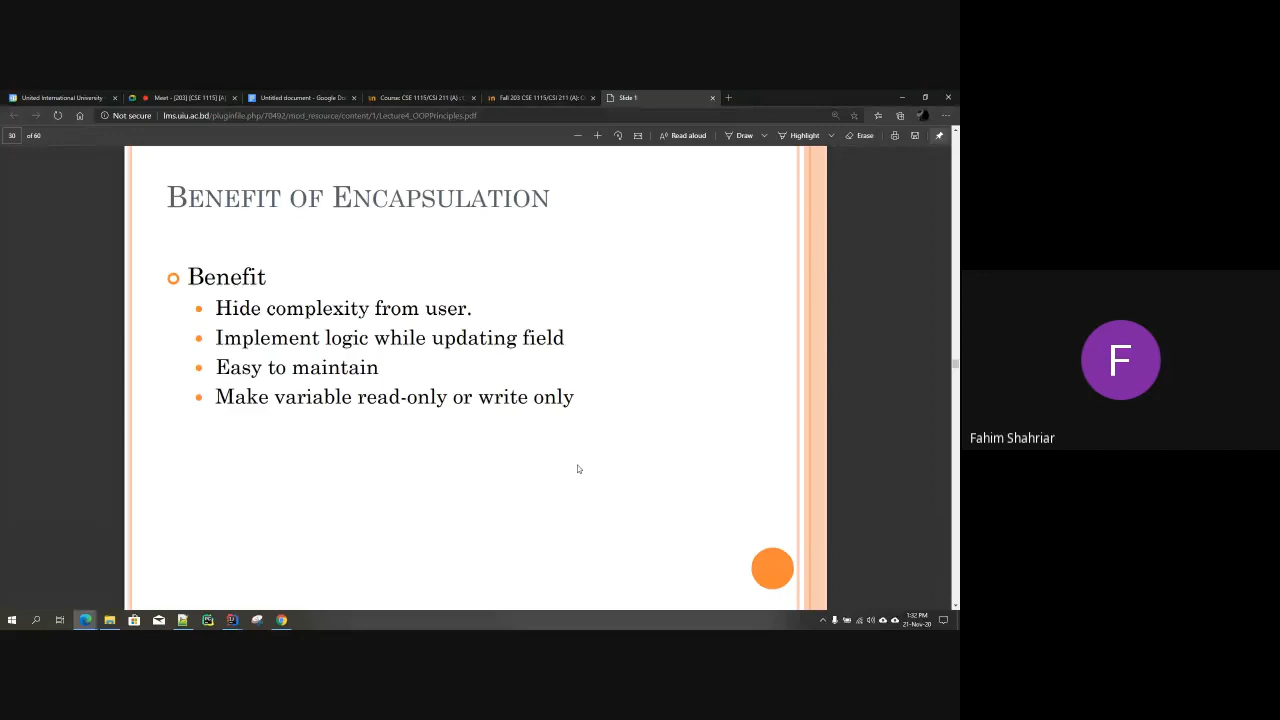 United International University
Meet - [203] [CSE 1115] [A]
Untitled document - Google Do
Course: CSE 1115/CSI 211 (A): c
Fall 203 CSE 1115/CSI 211 (A): C
Slide 1
Not secure
lms.uiu.ac.bd/pluginfile.php/70492/mod_resource/content/1/Lecture4_OOPPrinciples.pdf
30 of 60
Read aloud
Draw
Highlight
Erase
BENEFIT OF ENCAPSULATION
Benefit
Hide complexity from user.
Implement logic while updating field
Easy to maintain
Make variable read-only or write only
F
Fahim Shahriar
1:32 PM
21-Nov-20